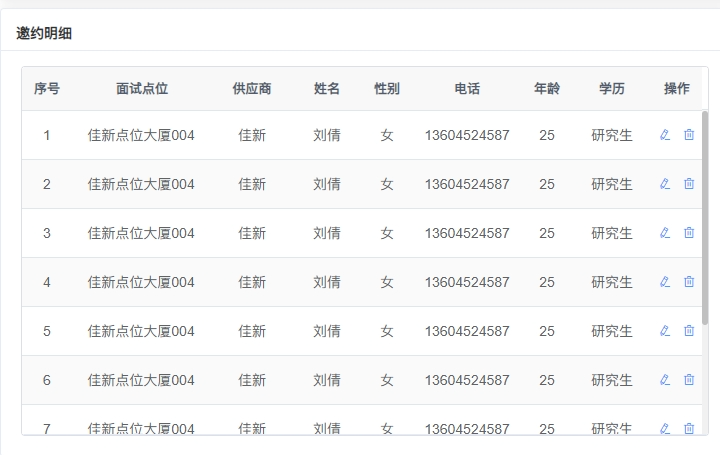 邀约明细
序号 面试点位 供应商 姓名 性别 电话 年龄 学历 操作
1 佳新点位大厦004 佳新 刘倩 女 13604524587 25 研究生
2 佳新点位大厦004 佳新 刘倩 女 13604524587 25 研究生
3 佳新点位大厦004 佳新 刘倩 女 13604524587 25 研究生
4 佳新点位大厦004 佳新 刘倩 女 13604524587 25 研究生
5 佳新点位大厦004 佳新 刘倩 女 13604524587 25 研究生
6 佳新点位大厦004 佳新 刘倩 女 13604524587 25 研究生
7 佳新点位大厦004 佳新 刘倩 女 13604524587 25 研究生